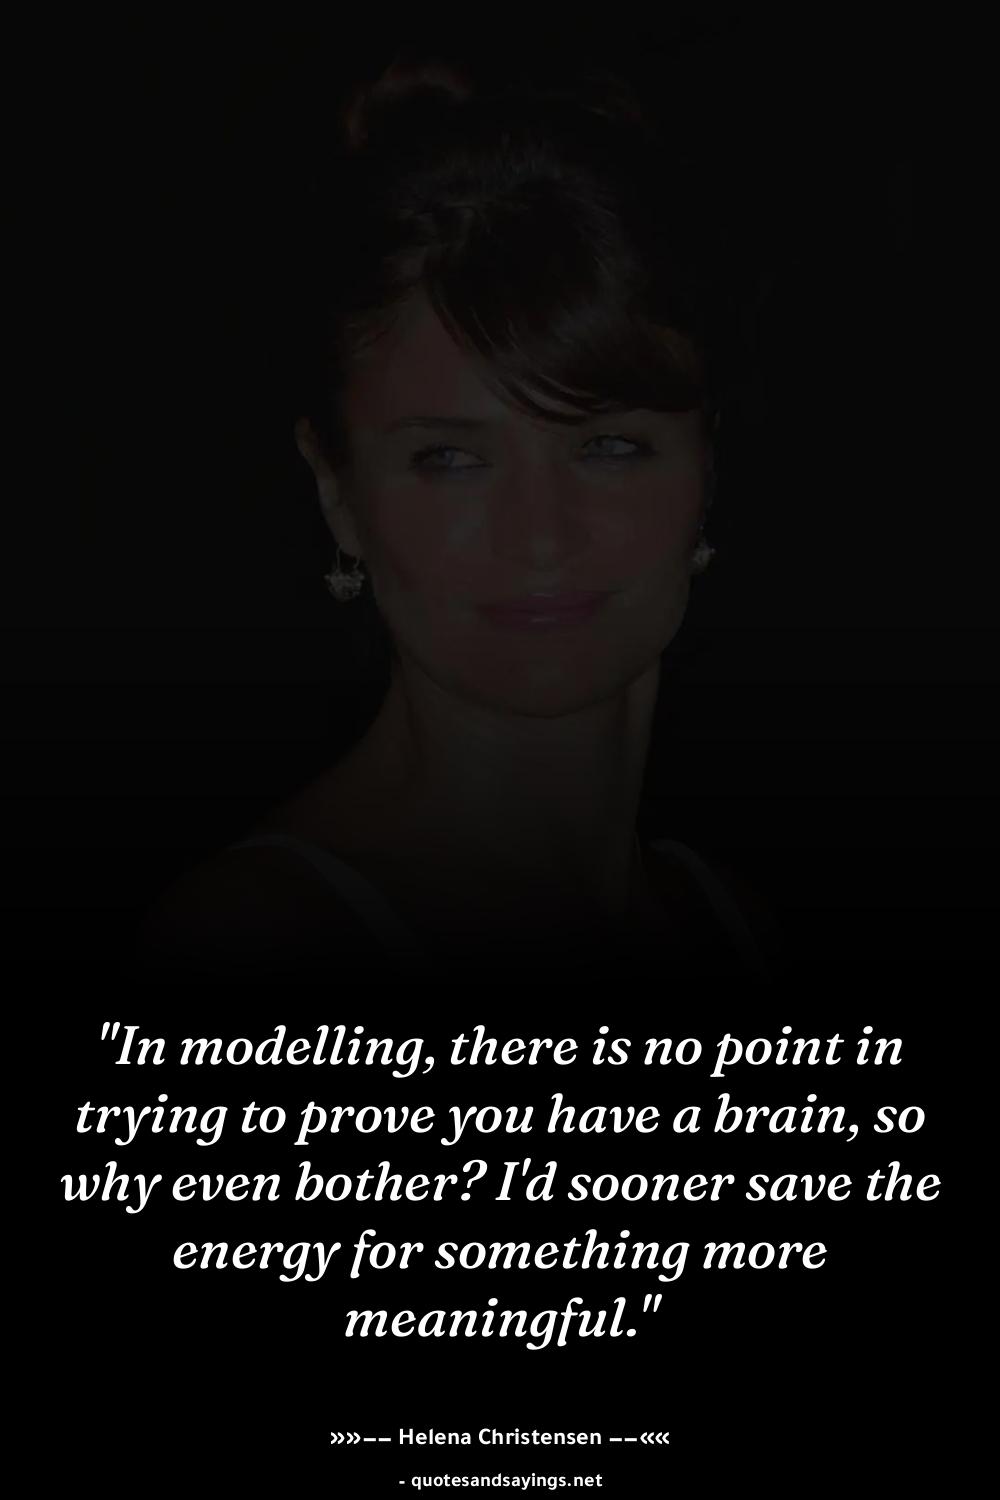 "In modelling, there is no point in
trying to prove you have a brain, so
why even bother? I'd sooner save the
energy for something more
meaningful."
»»–– Helena Christensen ––««
- quotesandsayings.net